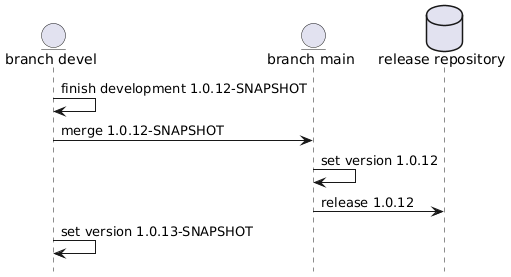 branch devel
branch main
release repository
finish development 1.0.12-SNAPSHOT
merge 1.0.12-SNAPSHOT
set version 1.0.12
release 1.0.12
set version 1.0.13-SNAPSHOT